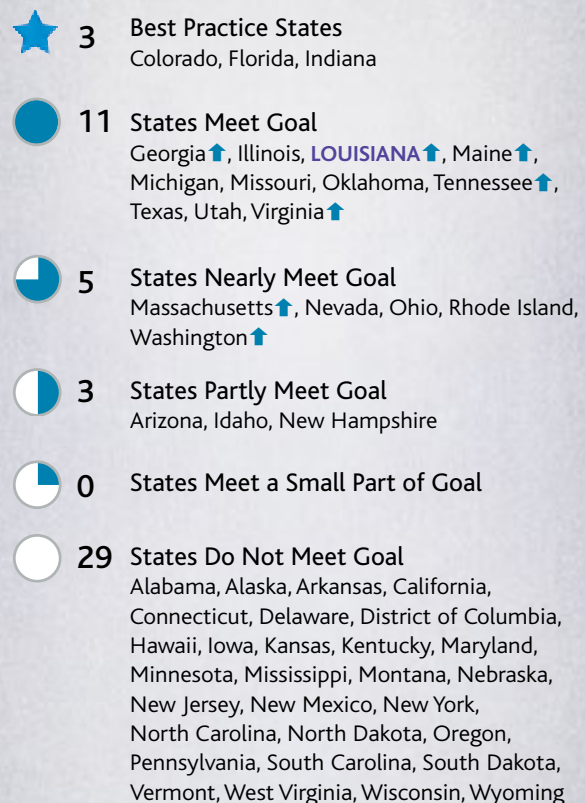 3 Best Practice States
Colorado, Florida, Indiana
11 States Meet Goal
Georgia⬆, Illinois, LOUISIANA⬆, Maine⬆,
Michigan, Missouri, Oklahoma, Tennessee⬆,
Texas, Utah, Virginia⬆
5 States Nearly Meet Goal
Massachusetts⬆, Nevada, Ohio, Rhode Island,
Washington⬆
3 States Partly Meet Goal
Arizona, Idaho, New Hampshire
0 States Meet a Small Part of Goal
29 States Do Not Meet Goal
Alabama, Alaska, Arkansas, California,
Connecticut, Delaware, District of Columbia,
Hawaii, Iowa, Kansas, Kentucky, Maryland,
Minnesota, Mississippi, Montana, Nebraska,
New Jersey, New Mexico, New York,
North Carolina, North Dakota, Oregon,
Pennsylvania, South Carolina, South Dakota,
Vermont, West Virginia, Wisconsin, Wyoming